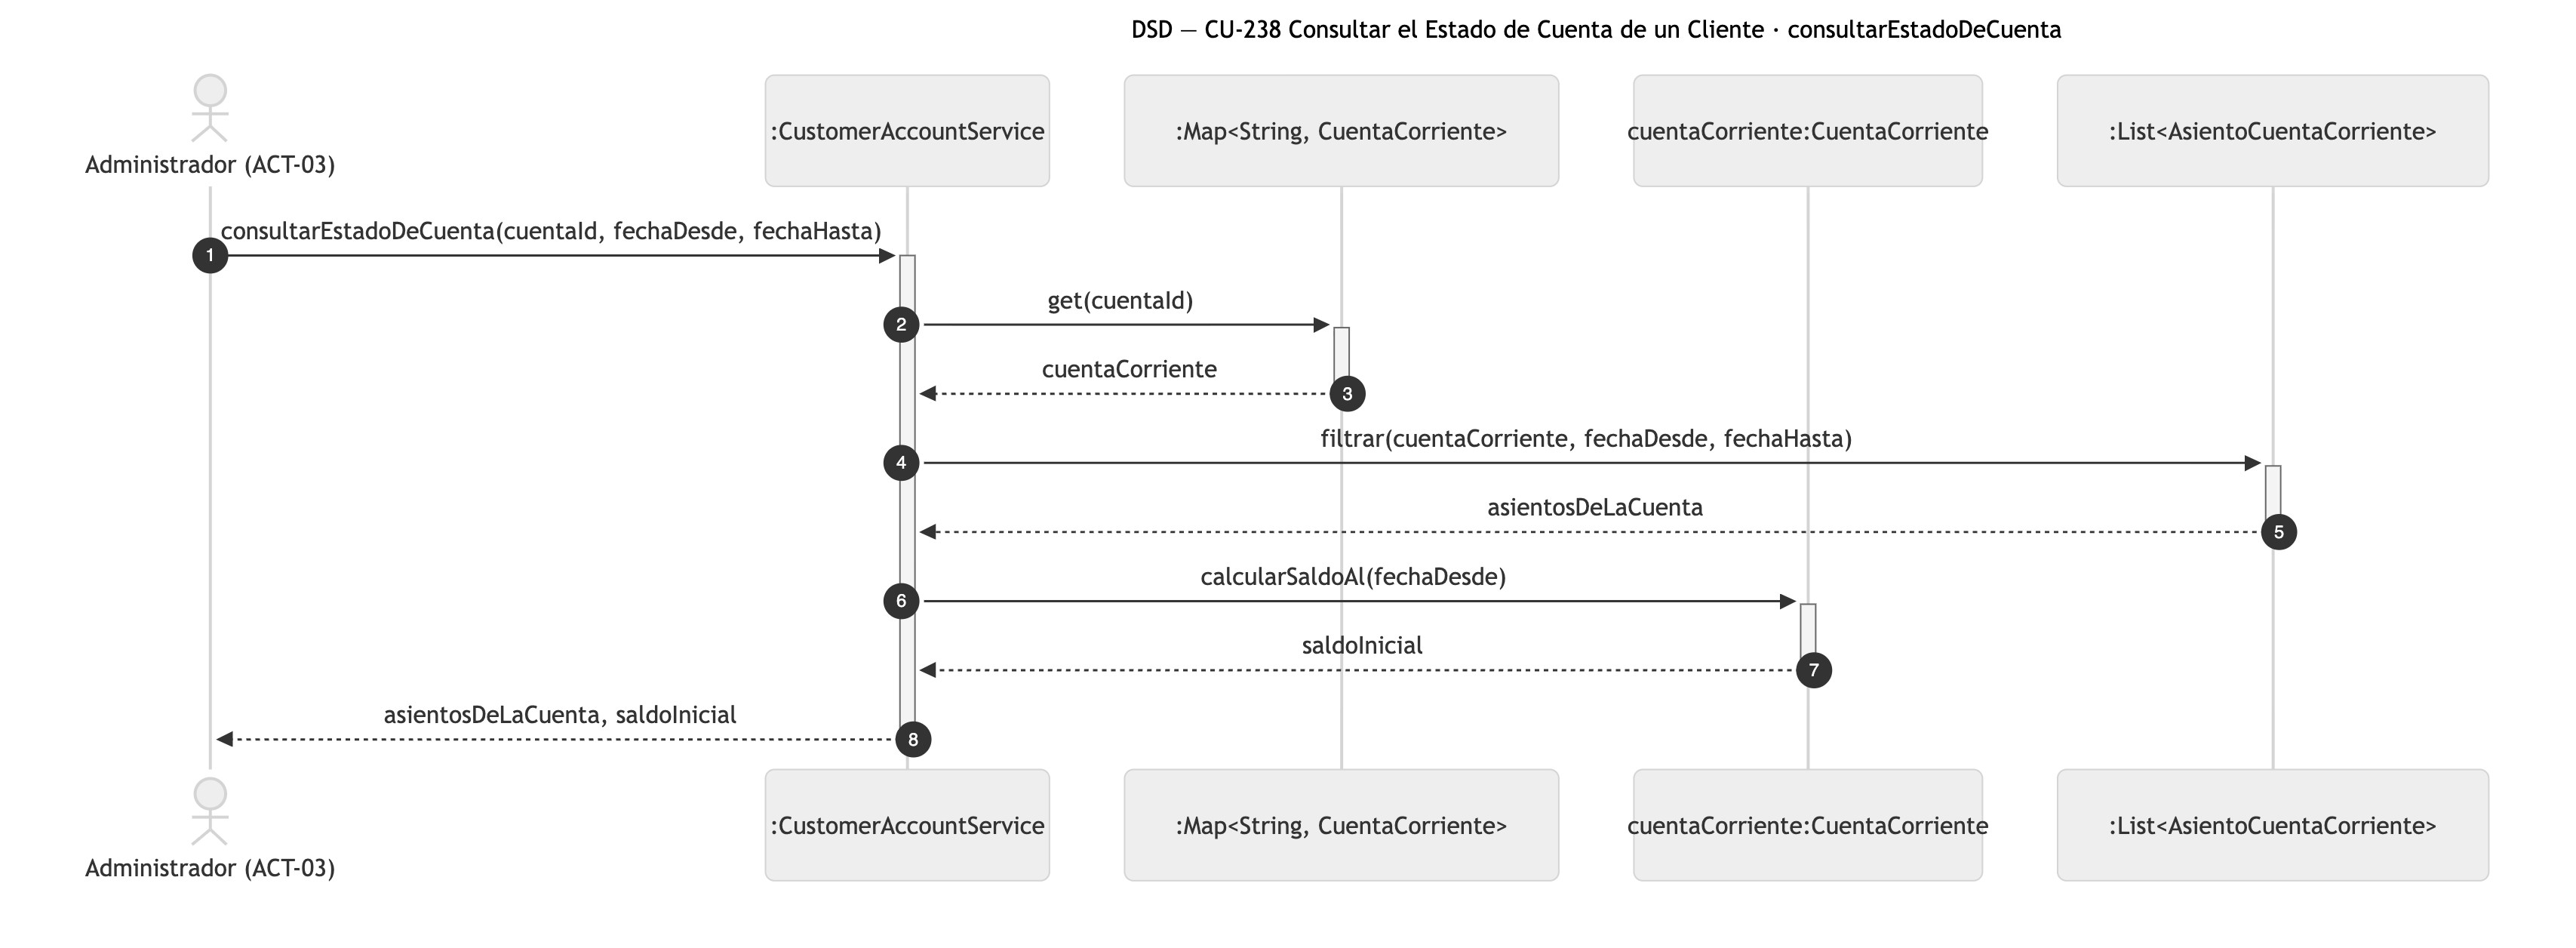 DSD — CU-238 Consultar el Estado de Cuenta de un Cliente · consultarEstadoDeCuenta
Administrador (ACT-03)
:CustomerAccountService
:Map<String, CuentaCorriente>
cuentaCorriente:CuentaCorriente
:List<AsientoCuentaCorriente>
1
consultarEstadoDeCuenta(cuentaId, fechaDesde, fechaHasta)
2
get(cuentaId)
cuentaCorriente
3
4
filtrar(cuentaCorriente, fechaDesde, fechaHasta)
asientosDeLaCuenta
5
6
calcularSaldoAl(fechaDesde)
saldoInicial
7
asientosDeLaCuenta, saldoInicial
8
Administrador (ACT-03)
:CustomerAccountService
:Map<String, CuentaCorriente>
cuentaCorriente:CuentaCorriente
:List<AsientoCuentaCorriente>